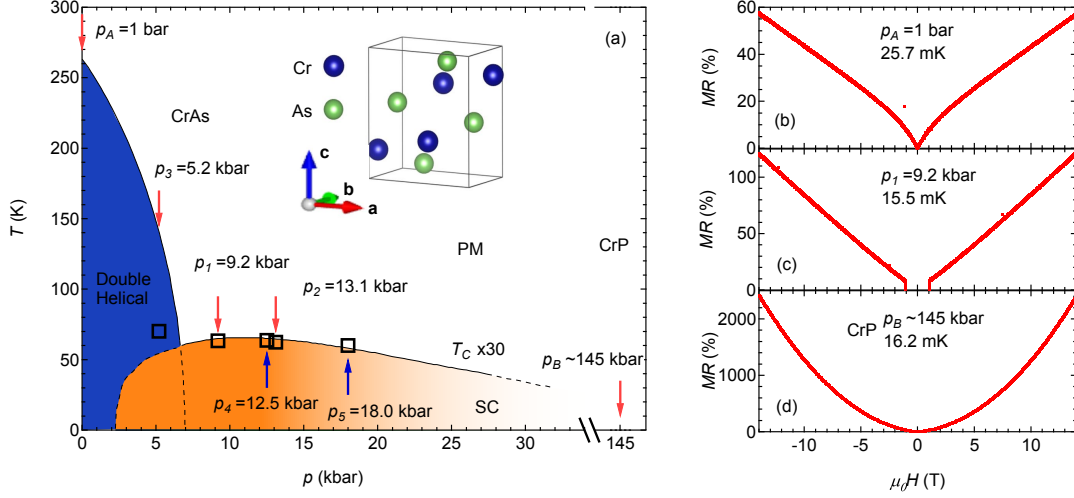 300
250
200
150
100
50
0
T (K)
0
5
10
15
20
25
30
145
p (kbar)
(a)
p_A = 1 bar
CrAs
Cr
As
c
b
a
p_3 = 5.2 kbar
PM
CrP
p_1 = 9.2 kbar
p_2 = 13.1 kbar
Double
Helical
T_C x30
p_B ~145 kbar
p_4 = 12.5 kbar
p_5 = 18.0 kbar
SC
60
40
20
0
MR (%)
p_A = 1 bar
25.7 mK
(b)
100
50
0
MR (%)
p_1 = 9.2 kbar
15.5 mK
(c)
2000
1000
0
MR (%)
CrP
p_B ~145 kbar
16.2 mK
(d)
-10
-5
0
5
10
μ_0H (T)